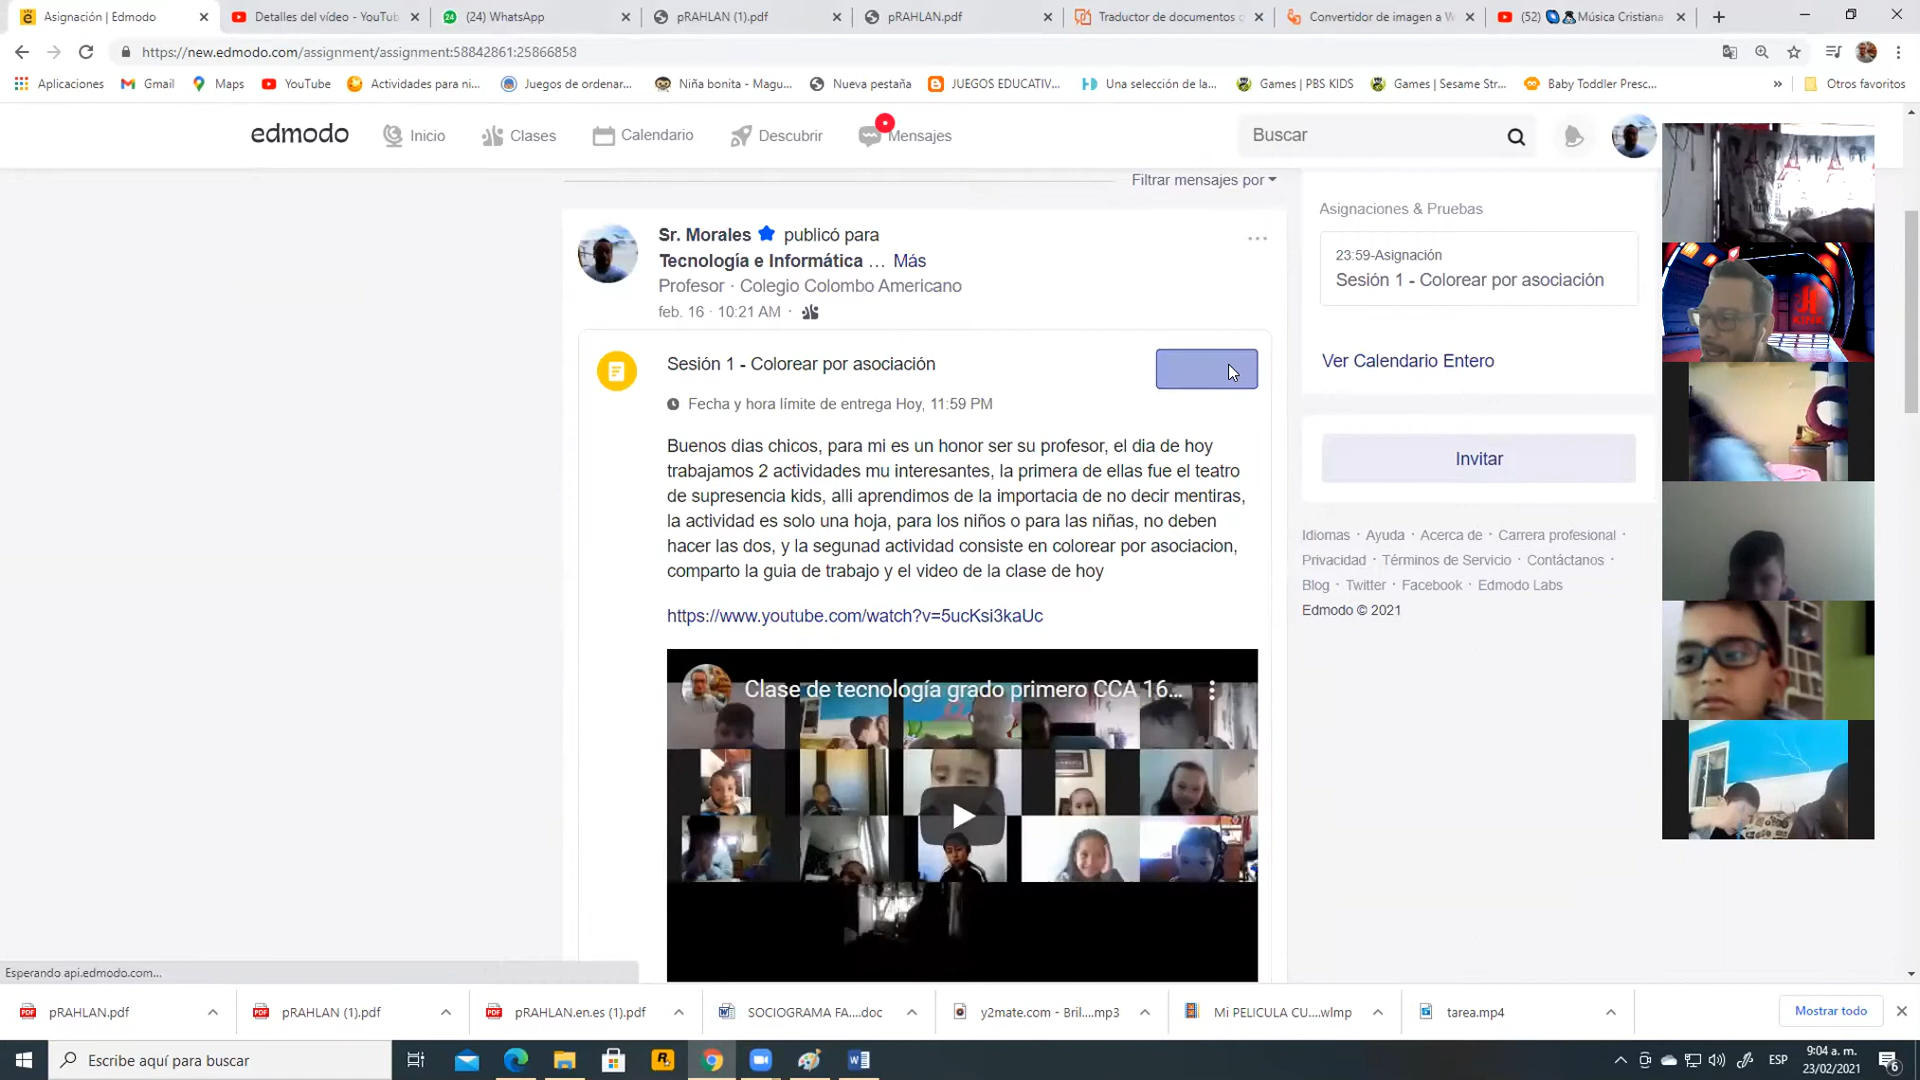 Asignación | Edmodo
Detalles del vídeo - YouTub
(24) WhatsApp
pRAHLAN (1).pdf
pRAHLAN.pdf
Traductor de documentos
Convertidor de imagen a W
(52) Música Cristiana
https://new.edmodo.com/assignment/assignment:58842861:25866858
Aplicaciones
Gmail
Maps
YouTube
Actividades para ni...
Juegos de ordenar...
Niña bonita - Magu...
Nueva pestaña
JUEGOS EDUCATIV...
Una selección de la...
Games | PBS KIDS
Games | Sesame Str...
Baby Toddler Presc...
»
Otros favoritos
edmodo
Inicio
Clases
Calendario
Descubrir
Mensajes
Buscar
Filtrar mensajes por
Sr. Morales publicó para
Tecnología e Informática ... Más
Profesor · Colegio Colombo Americano
feb. 16 · 10:21 AM ·
Sesión 1 - Colorear por asociación
Fecha y hora límite de entrega Hoy, 11:59 PM
Buenos dias chicos, para mi es un honor ser su profesor, el dia de hoy
trabajamos 2 actividades mu interesantes, la primera de ellas fue el teatro
de supresencia kids, alli aprendimos de la importacia de no decir mentiras,
la actividad es solo una hoja, para los niños o para las niñas, no deben
hacer las dos, y la segunad actividad consiste en colorear por asociacion,
comparto la guia de trabajo y el video de la clase de hoy
https://www.youtube.com/watch?v=5ucKsi3kaUc
Clase de tecnología grado primero CCA 16...
Asignaciones & Pruebas
23:59-Asignación
Sesión 1 - Colorear por asociación
Ver Calendario Entero
Invitar
Idiomas · Ayuda · Acerca de · Carrera profesional ·
Privacidad · Términos de Servicio · Contáctanos ·
Blog · Twitter · Facebook · Edmodo Labs
Edmodo © 2021
Esperando api.edmodo.com...
pRAHLAN.pdf
pRAHLAN (1).pdf
pRAHLAN.en.es (1).pdf
SOCIOGRAMA FA....doc
y2mate.com - Bril....mp3
Mi PELICULA CU....wlmp
tarea.mp4
Mostrar todo
Escribe aquí para buscar
ESP
9:04 a. m.
23/02/2021
6